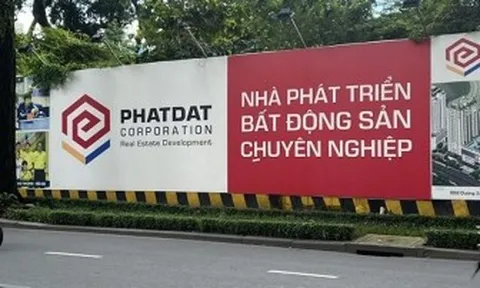 PHATDAT
CORPORATION
Real Estate Development
NHÀ PHÁT TRIỂN
BẤT ĐỘNG SẢN
CHUYÊN NGHIỆP